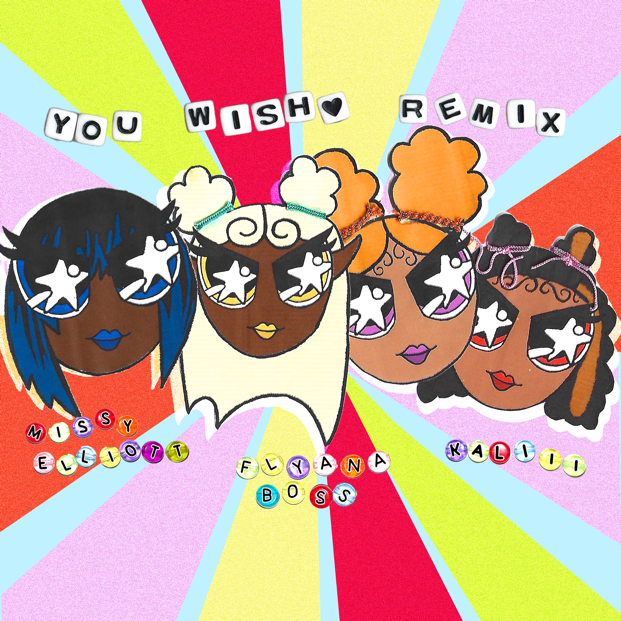 YOU WISH♥ REMIX
MISSY
ELLIOTT
FLYANA
BOSS
KALIII